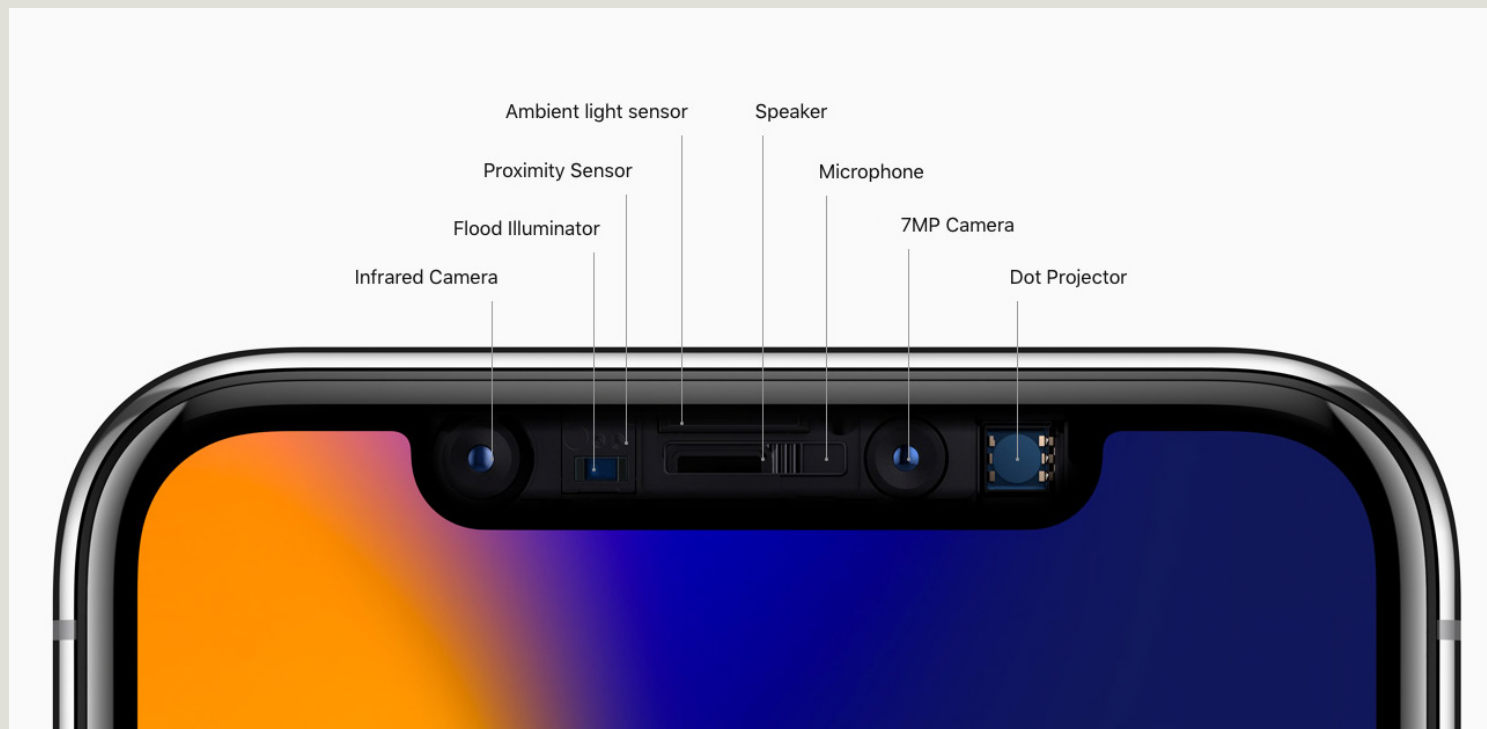 Ambient light sensor
Speaker
Proximity Sensor
Microphone
Flood Illuminator
7MP Camera
Infrared Camera
Dot Projector